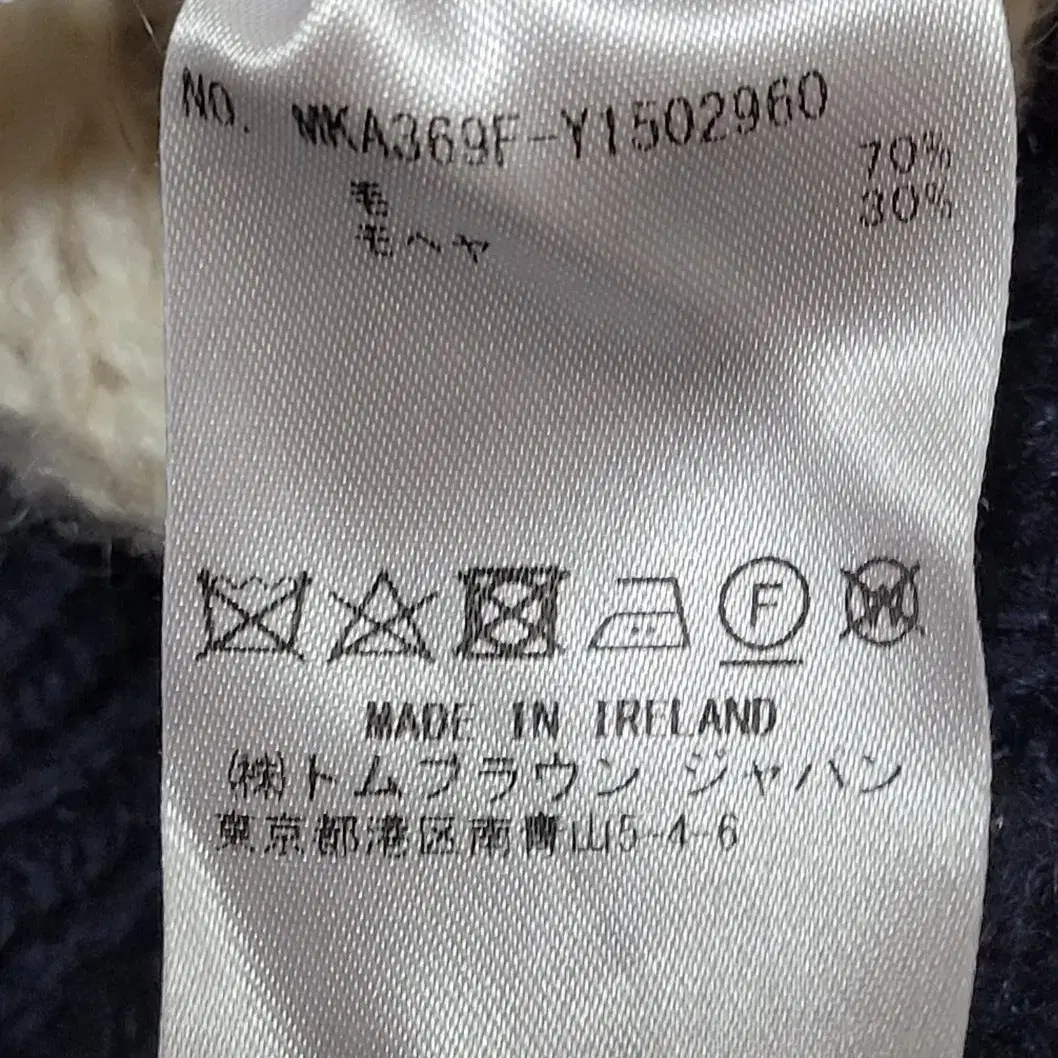 NO. MKA369F-Y1502960
毛 70%
毛ヘヤ 30%
F
W
MADE IN IRELAND
(株)トムブラウン ジャパン
東京都港区南青山5-4-6